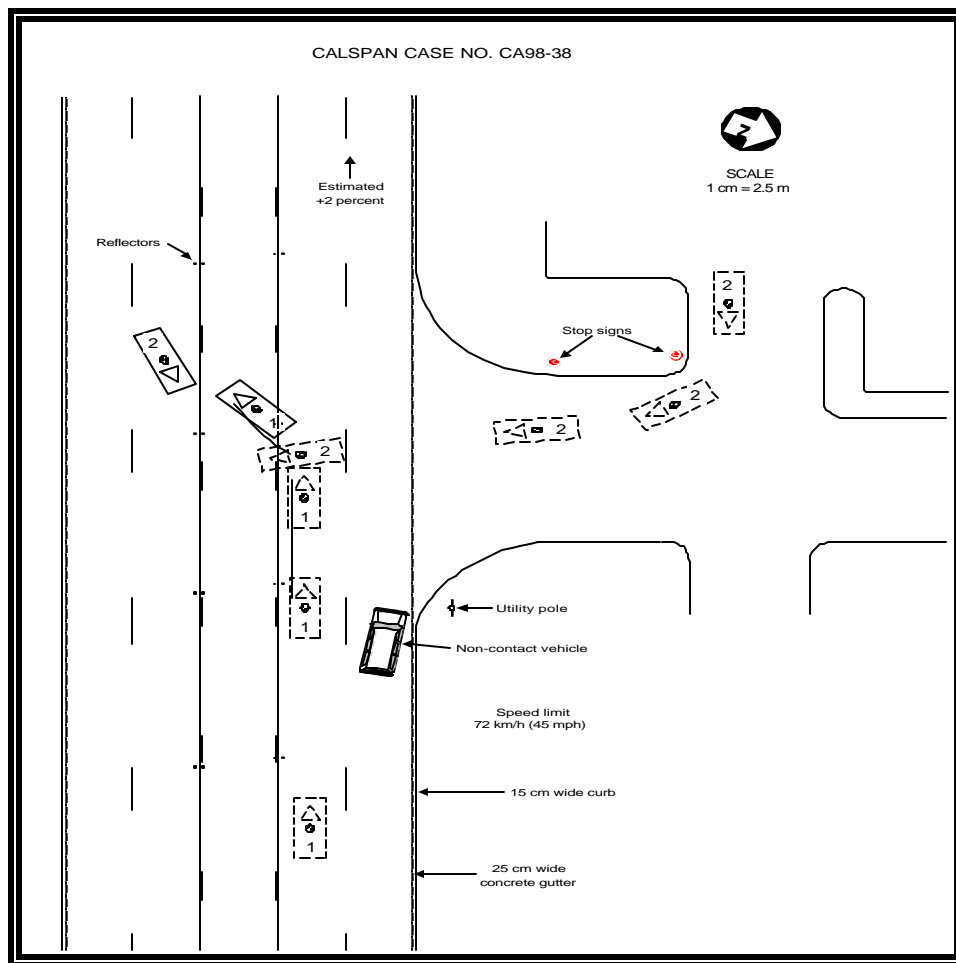 CALSPAN CASE NO. CA98-38
SCALE
1 cm = 2.5 m
Estimated
+2 percent
Reflectors
2
2
Stop signs
2
1
2
2
1
1
Utility pole
Non-contact vehicle
Speed limit
72 km/h (45 mph)
15 cm wide curb
1
25 cm wide
concrete gutter